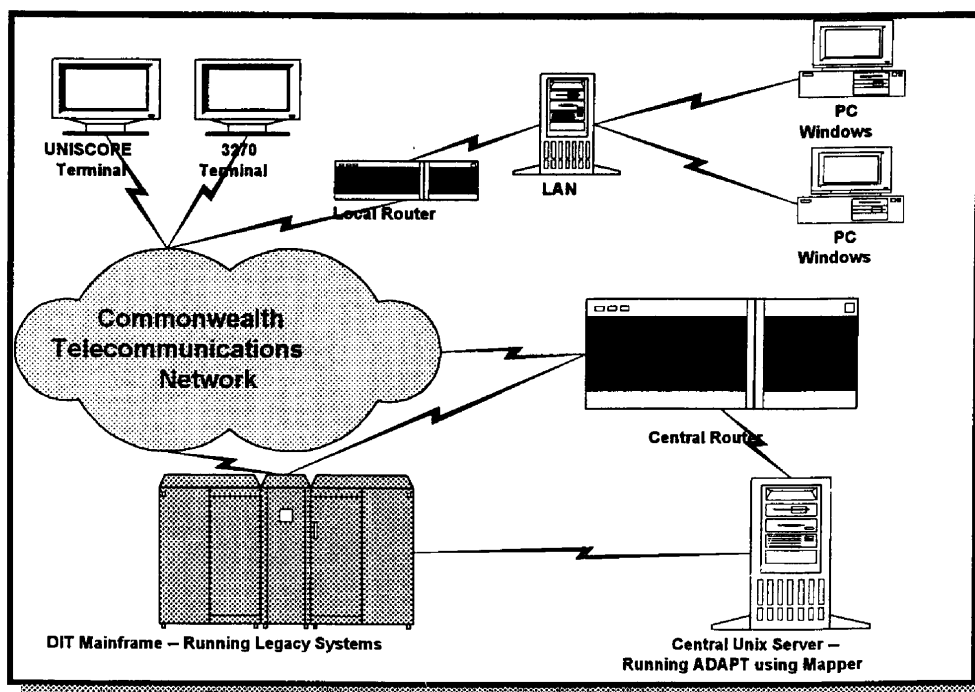 UNISCOPE
Terminal
3270
Terminal
Local Router
LAN
PC
Windows
PC
Windows
Commonwealth
Telecommunications
Network
Central Router
DIT Mainframe – Running Legacy Systems
Central Unix Server –
Running ADAPT using Mapper